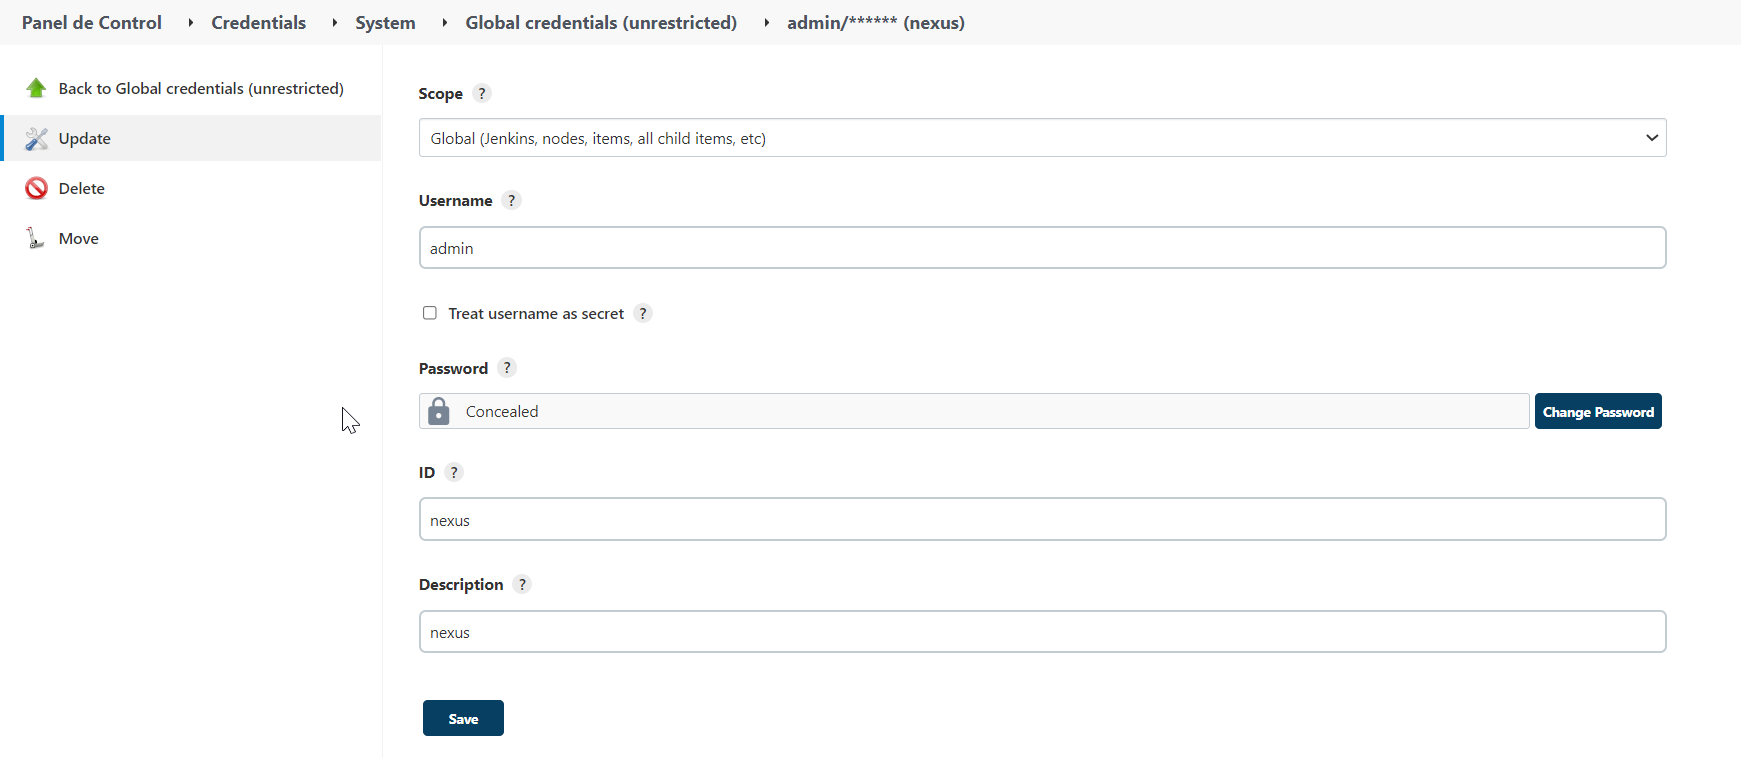 Panel de Control Credentials System Global credentials (unrestricted) admin/****** (nexus)
Back to Global credentials (unrestricted)
Update
Delete
Move
Scope ?
Global (Jenkins, nodes, items, all child items, etc)
Username ?
admin
Treat username as secret ?
Password ?
Concealed
Change Password
ID ?
nexus
Description ?
nexus
Save